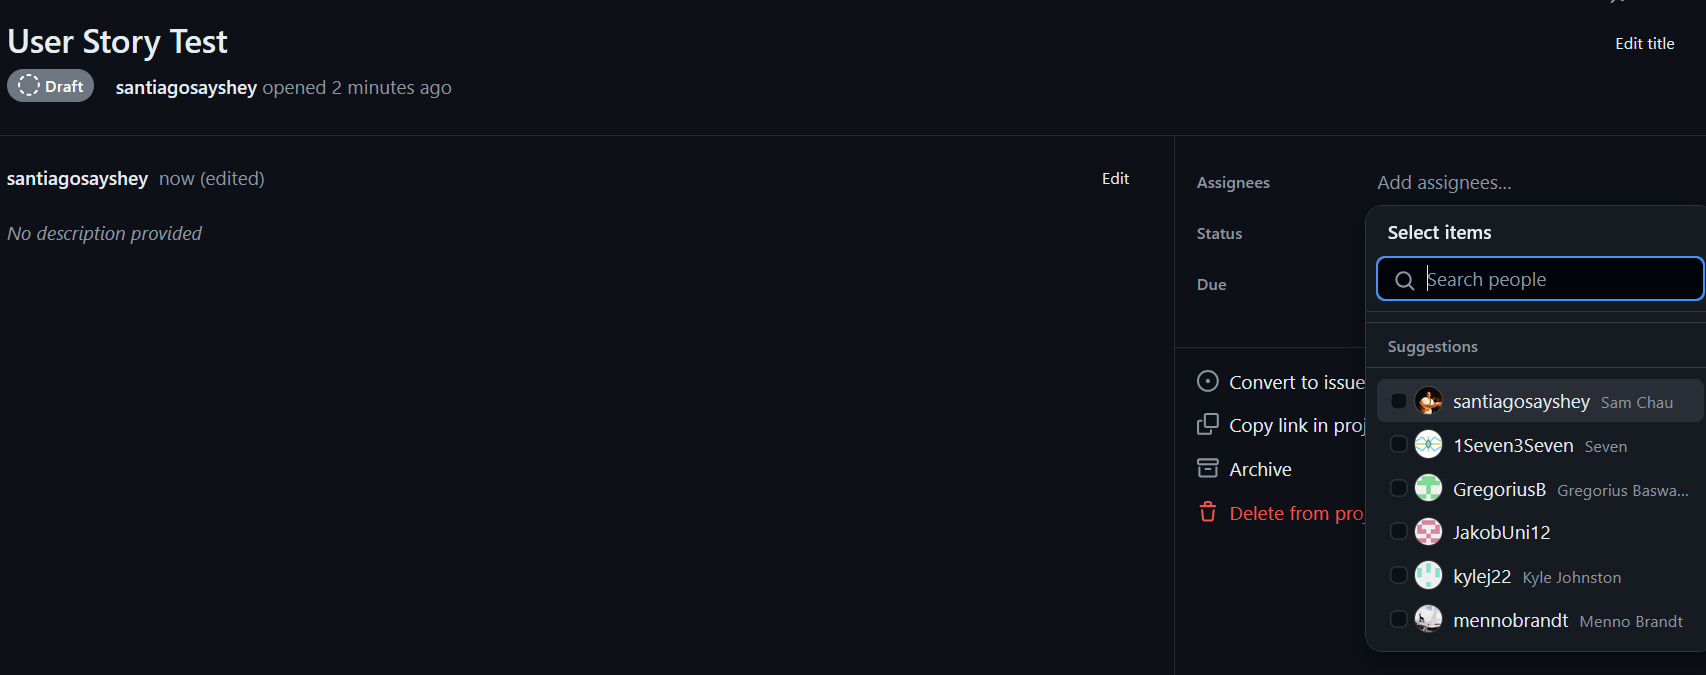 User Story Test
Edit title
Draft
santiagosayshey opened 2 minutes ago
santiagosayshey now (edited)
Edit
No description provided
Assignees
Add assignees...
Status
Due
Convert to issue
Copy link in proj
Archive
Delete from pro
Select items
Search people
Suggestions
santiagosayshey Sam Chau
1Seven3Seven Seven
GregoriusB Gregorius Baswa...
JakobUni12
kylej22 Kyle Johnston
mennobrandt Menno Brandt